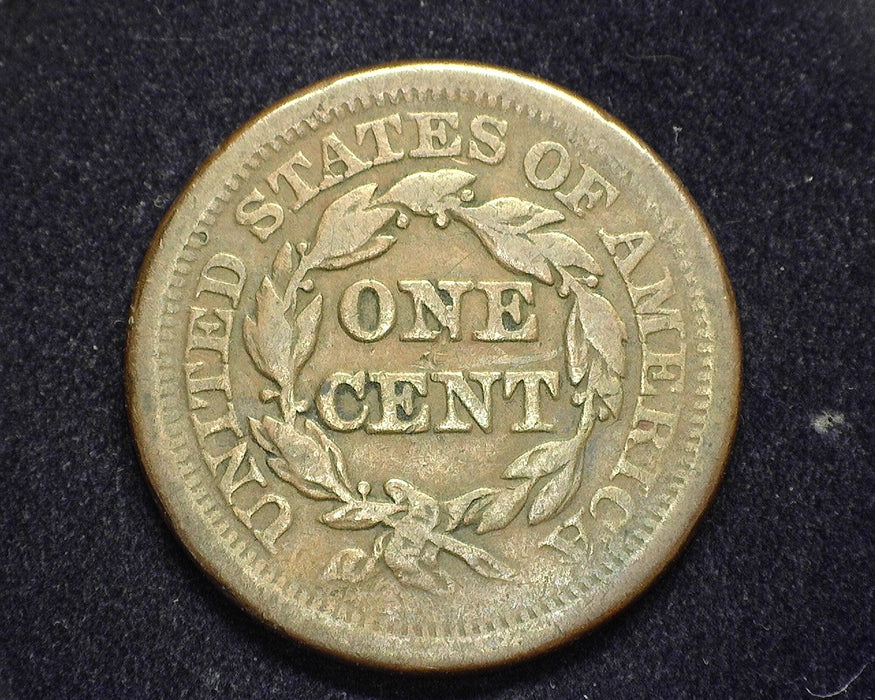 UNITED STATES OF AMERICA
ONE
CENT